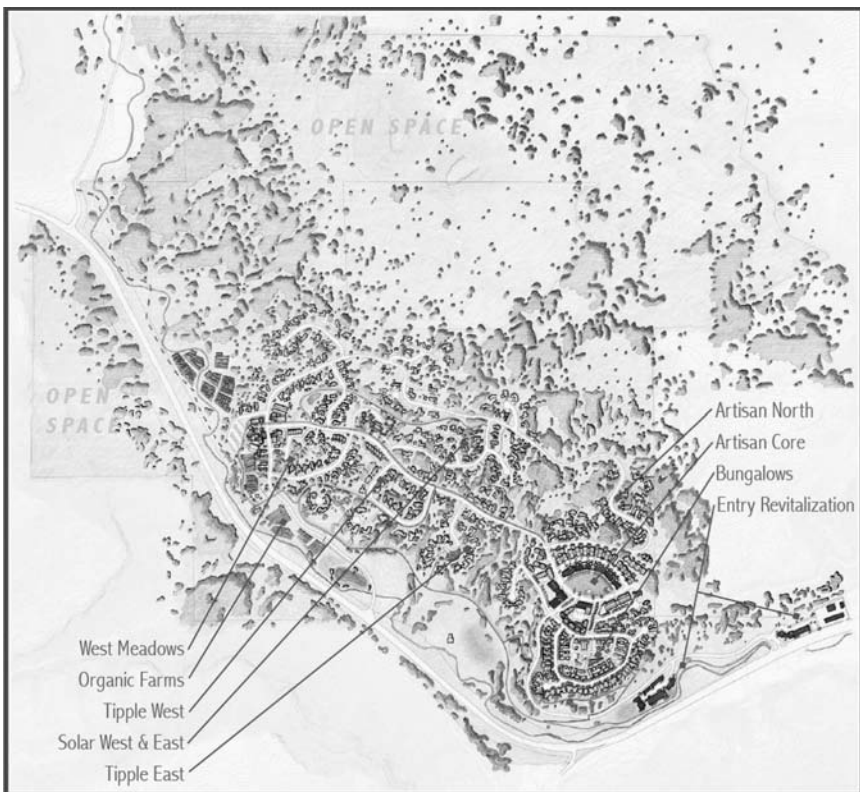 OPEN SPACE
OPEN
SPACE
Artisan North
Artisan Core
Bungalows
Entry Revitalization
West Meadows
Organic Farms
Tipple West
Solar West & East
Tipple East